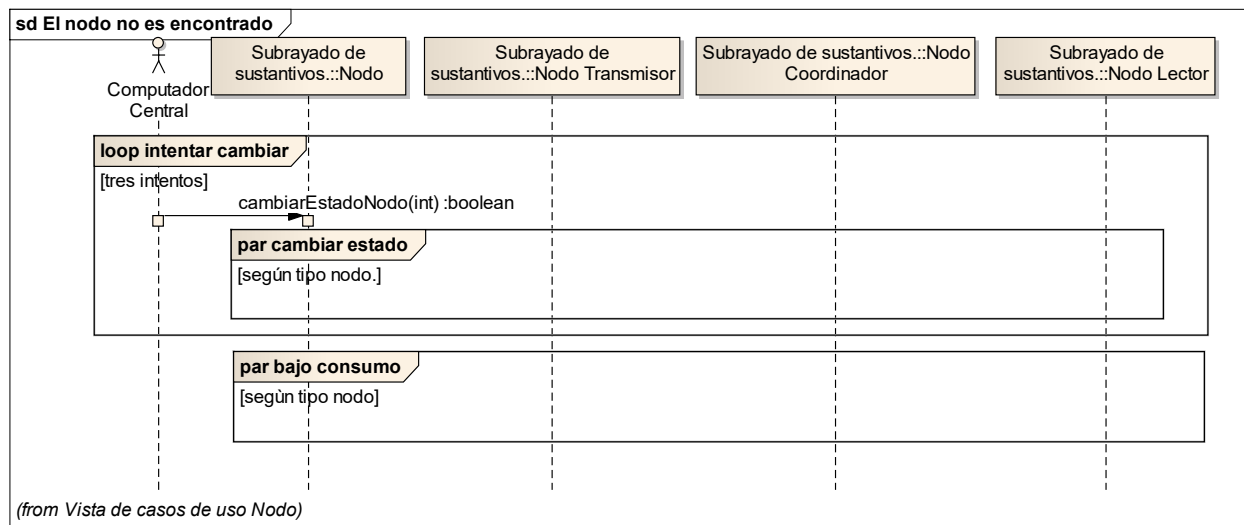 sd El nodo no es encontrado
Computador
Central
Subrayado de
sustantivos.::Nodo
Subrayado de
sustantivos.::Nodo Transmisor
Subrayado de sustantivos.::Nodo
Coordinador
Subrayado de
sustantivos.::Nodo Lector
loop intentar cambiar
[tres intentos]
cambiarEstadoNodo(int) :boolean
par cambiar estado
[según tipo nodo.]
par bajo consumo
[segùn tipo nodo]
(from Vista de casos de uso Nodo)